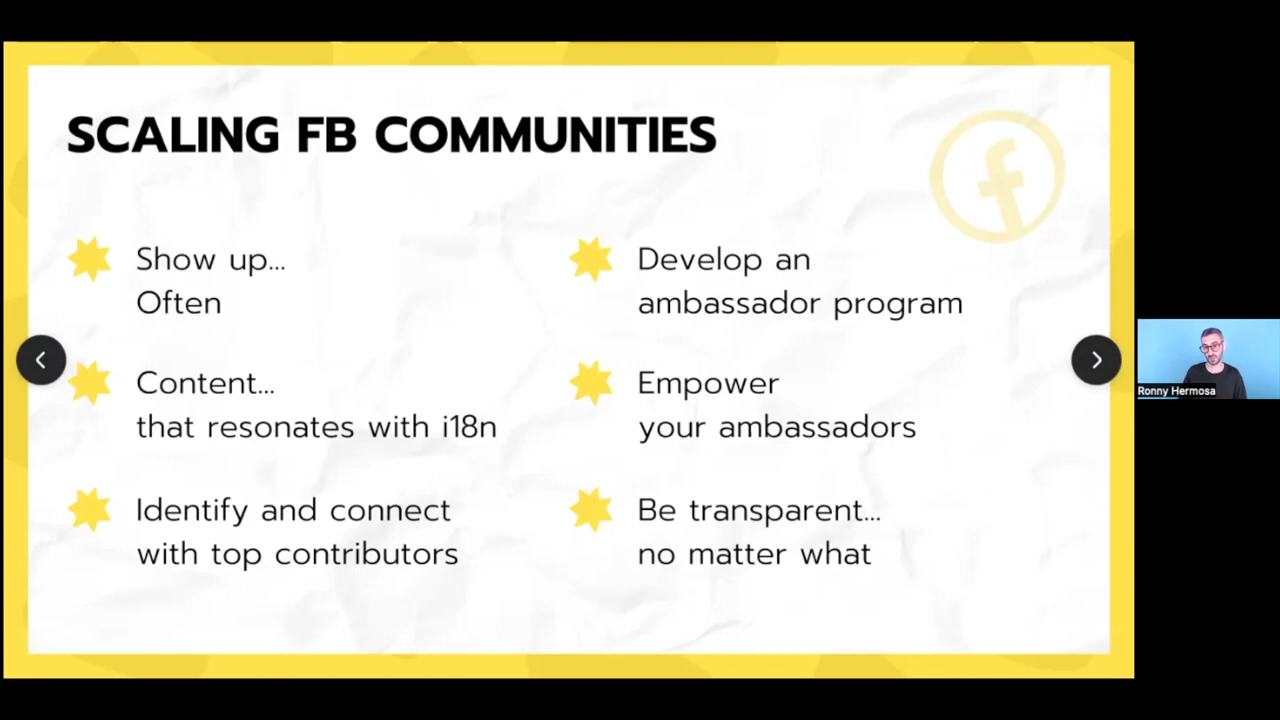 SCALING FB COMMUNITIES
Show up...
Often
Content...
that resonates with i18n
Identify and connect
with top contributors
Develop an
ambassador program
Empower
your ambassadors
Be transparent...
no matter what
Ronny Hermosa